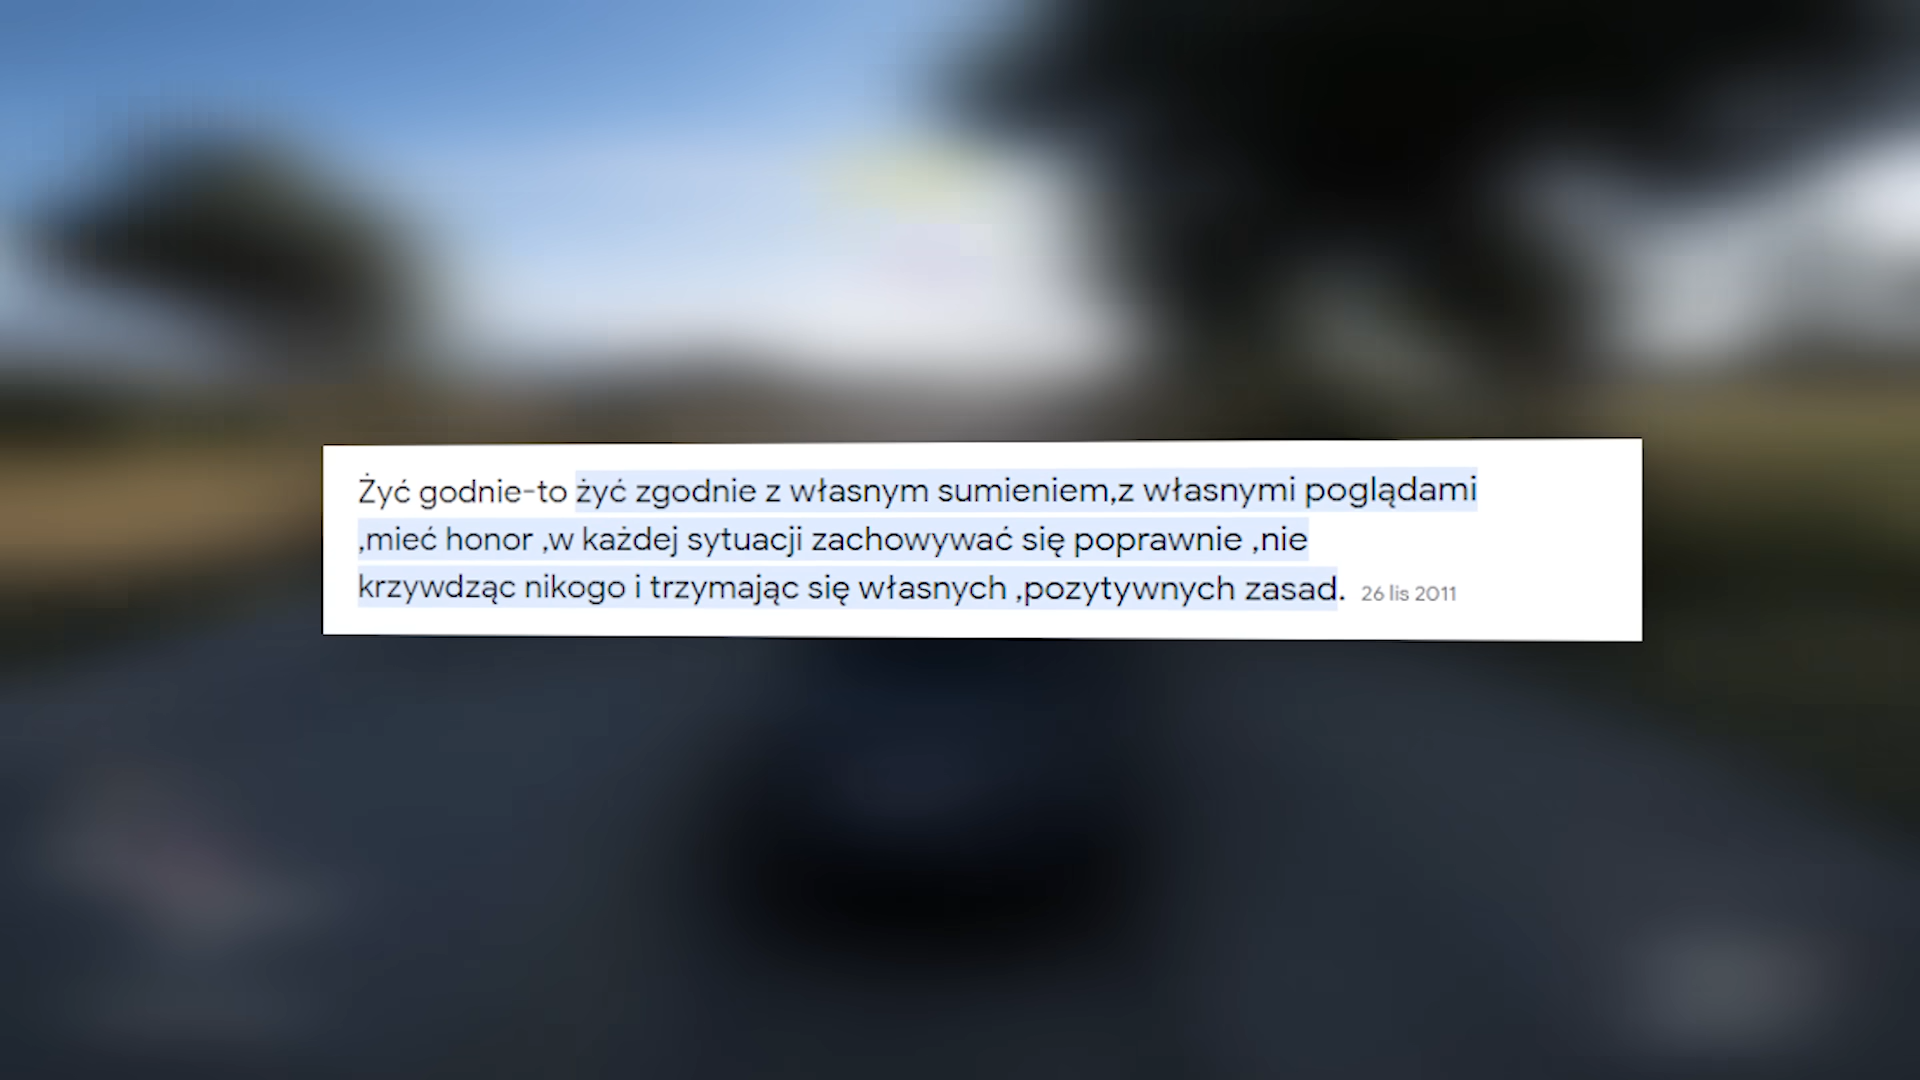 Żyć godnie-to żyć zgodnie z własnym sumieniem,z własnymi poglądami
,mieć honor ,w każdej sytuacji zachowywać się poprawnie ,nie
krzywdząc nikogo i trzymając się własnych ,pozytywnych zasad. 26 lis 2011